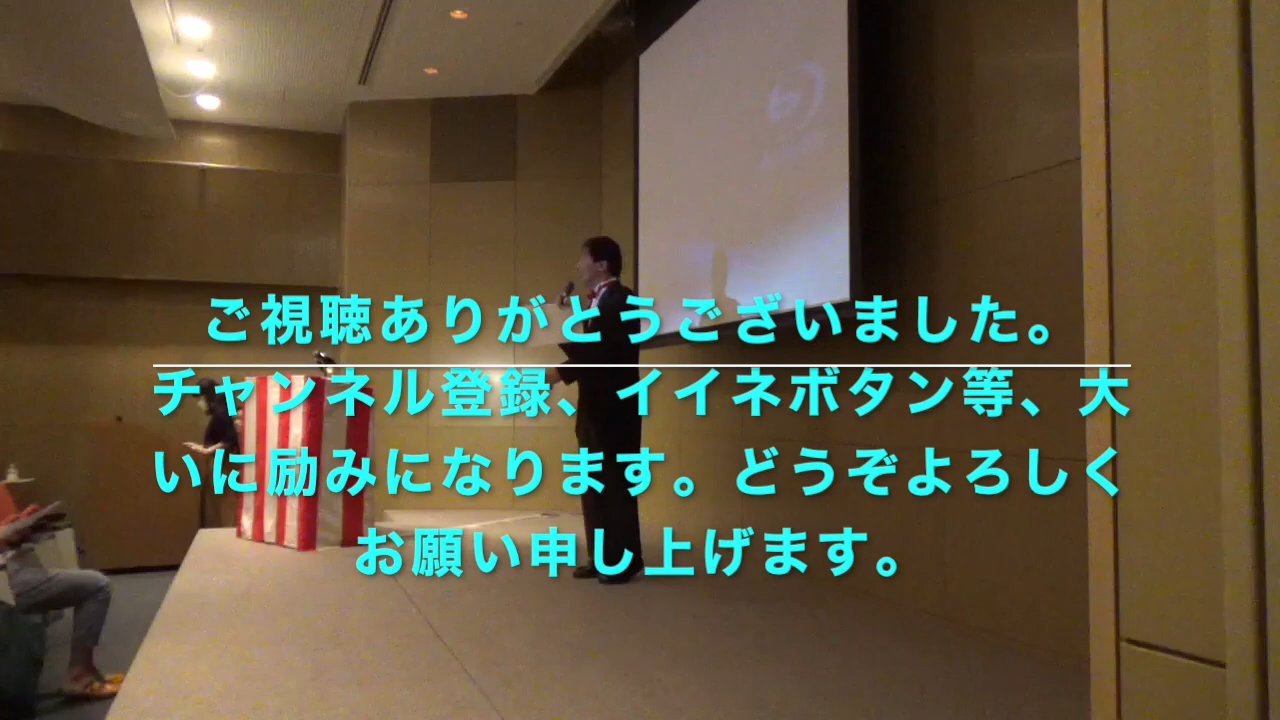 ご視聴ありがとうございました。
チャンネル登録、イイネボタン等、大
いに励みになります。どうぞよろしく
お願い申し上げます。